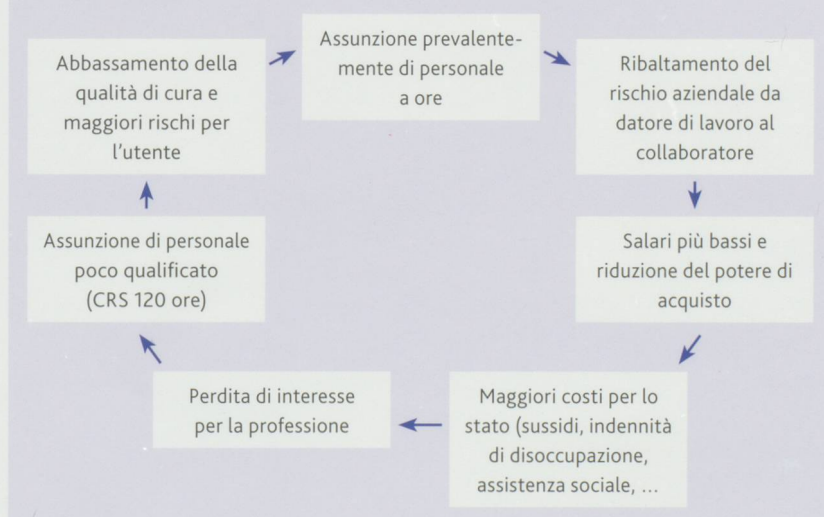 Assunzione prevalente-
mente di personale
a ore
Ribaltamento del
rischio aziendale da
datore di lavoro al
collaboratore
Salari più bassi e
riduzione del potere di
acquisto
Maggiori costi per lo
stato (sussidi, indennità
di disoccupazione,
assistenza sociale, ...
Perdita di interesse
per la professione
Assunzione di personale
poco qualificato
(CRS 120 ore)
Abbassamento della
qualità di cura e
maggiori rischi per
l'utente